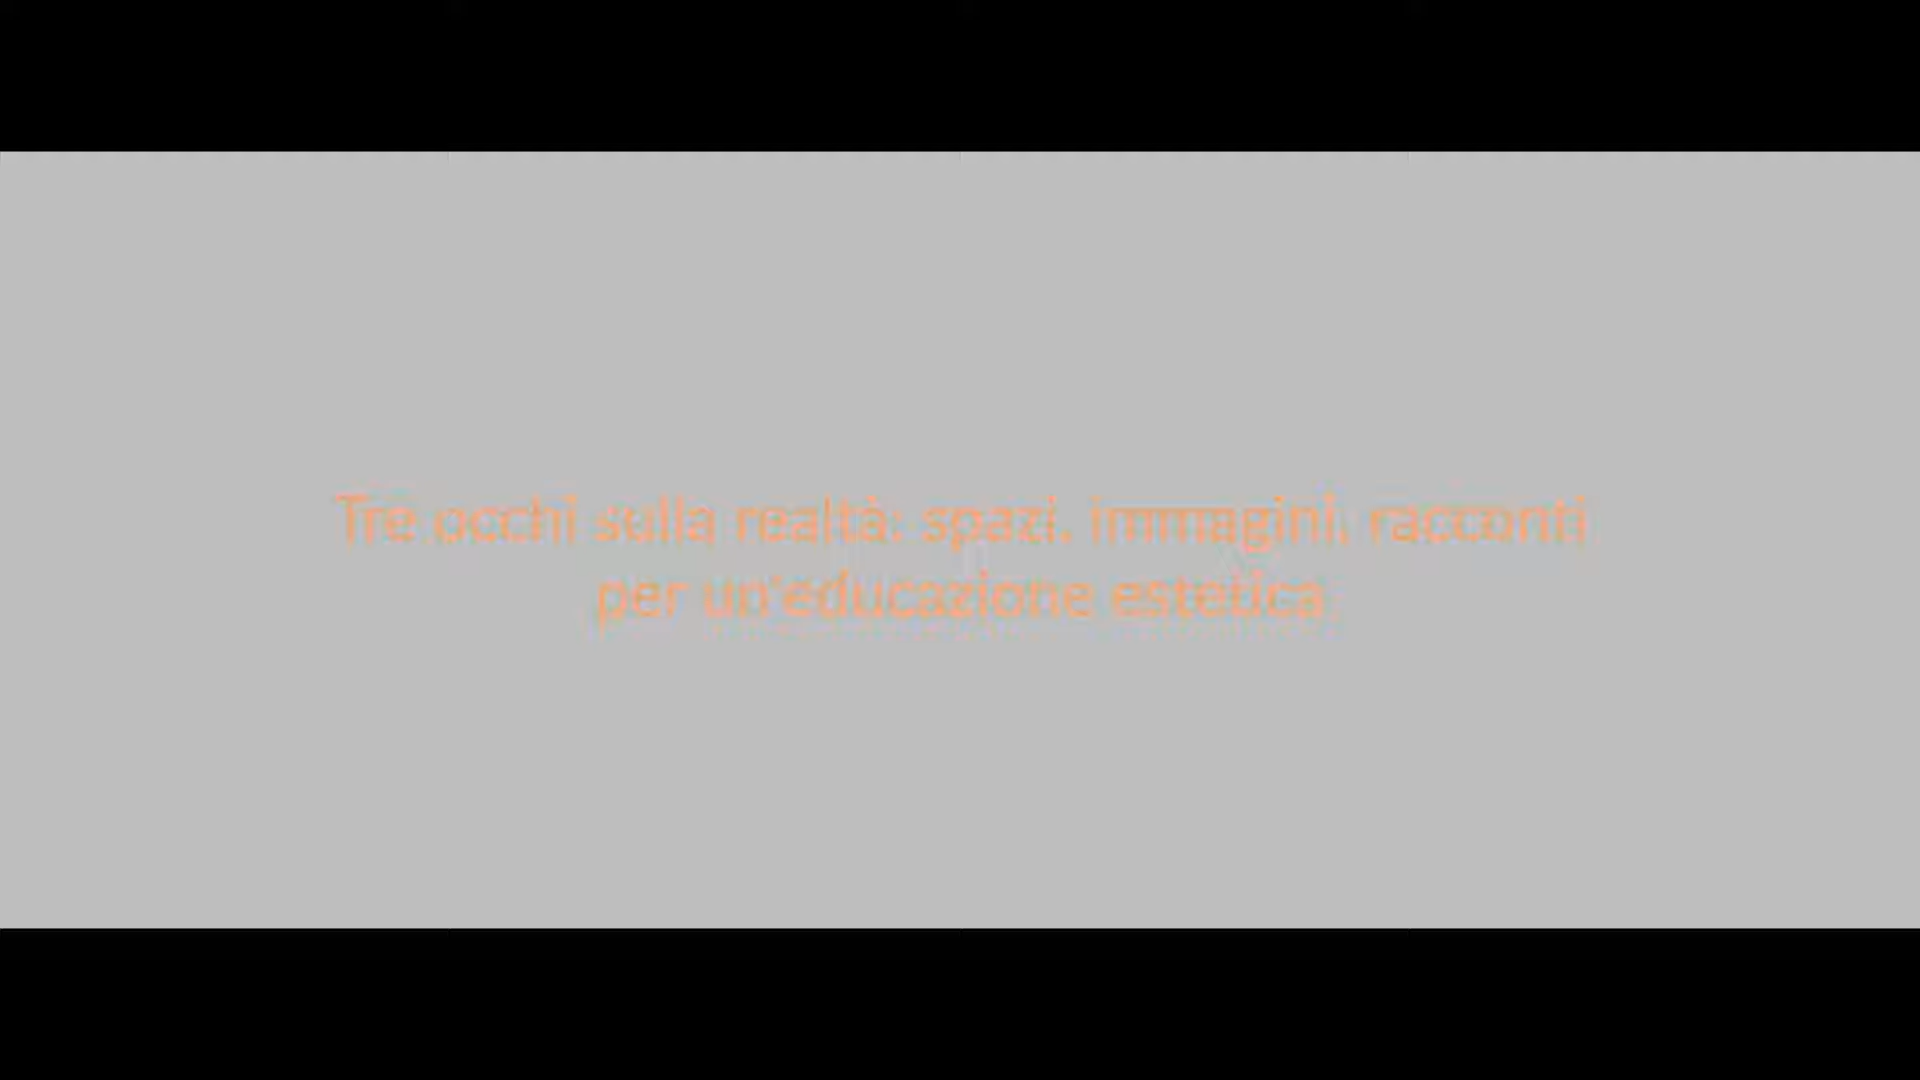 Tre occhi sulla realtà: spazi, immagini, racconti
per un'educazione estetica